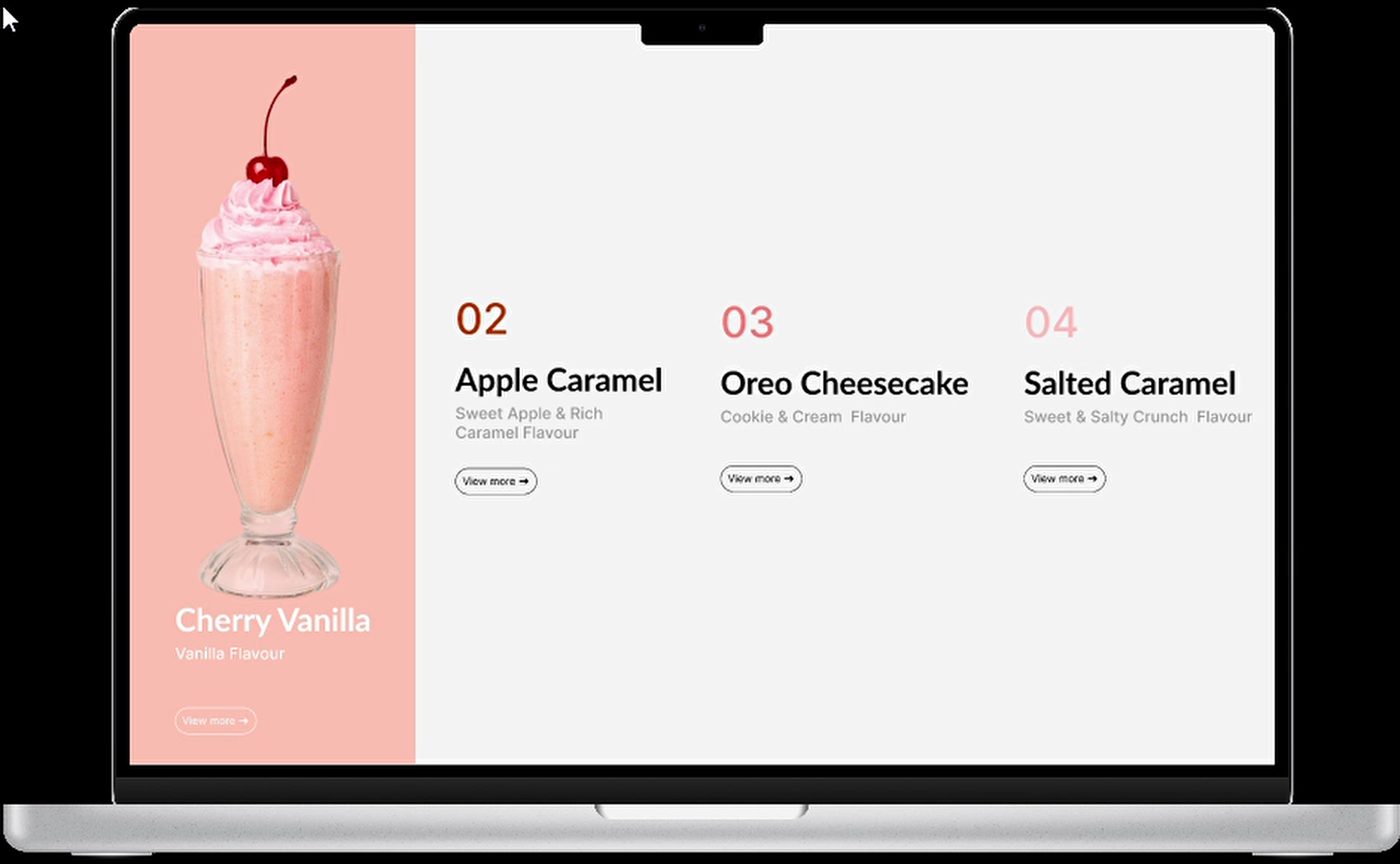 Cherry Vanilla
Vanilla Flavour
View more →
02
Apple Caramel
Sweet Apple & Rich
Caramel Flavour
View more →
03
Oreo Cheesecake
Cookie & Cream  Flavour
View more →
04
Salted Caramel
Sweet & Salty Crunch  Flavour
View more →